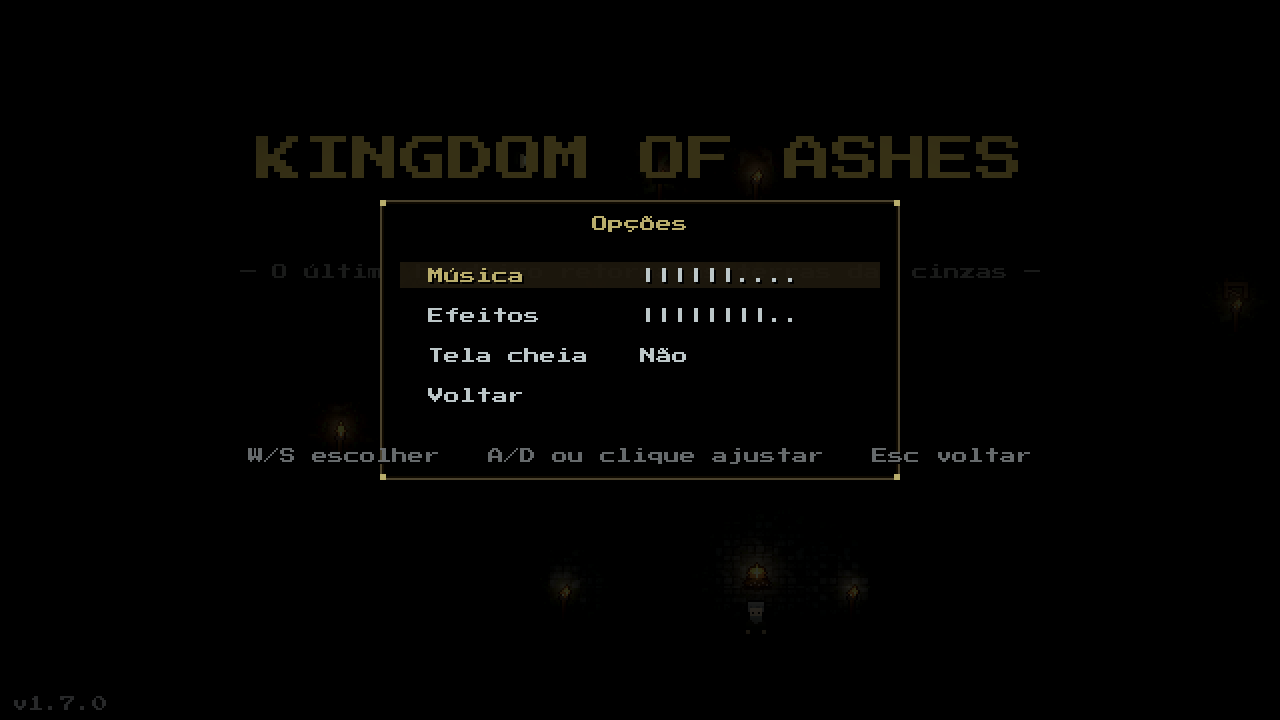 KINGDOM OF ASHES
Opções
— O últim cinzas —
Música ||||||....
Efeitos ||||||||..
Tela cheia Não
Voltar
W/S escolher A/D ou clique ajustar Esc voltar
v1.7.0